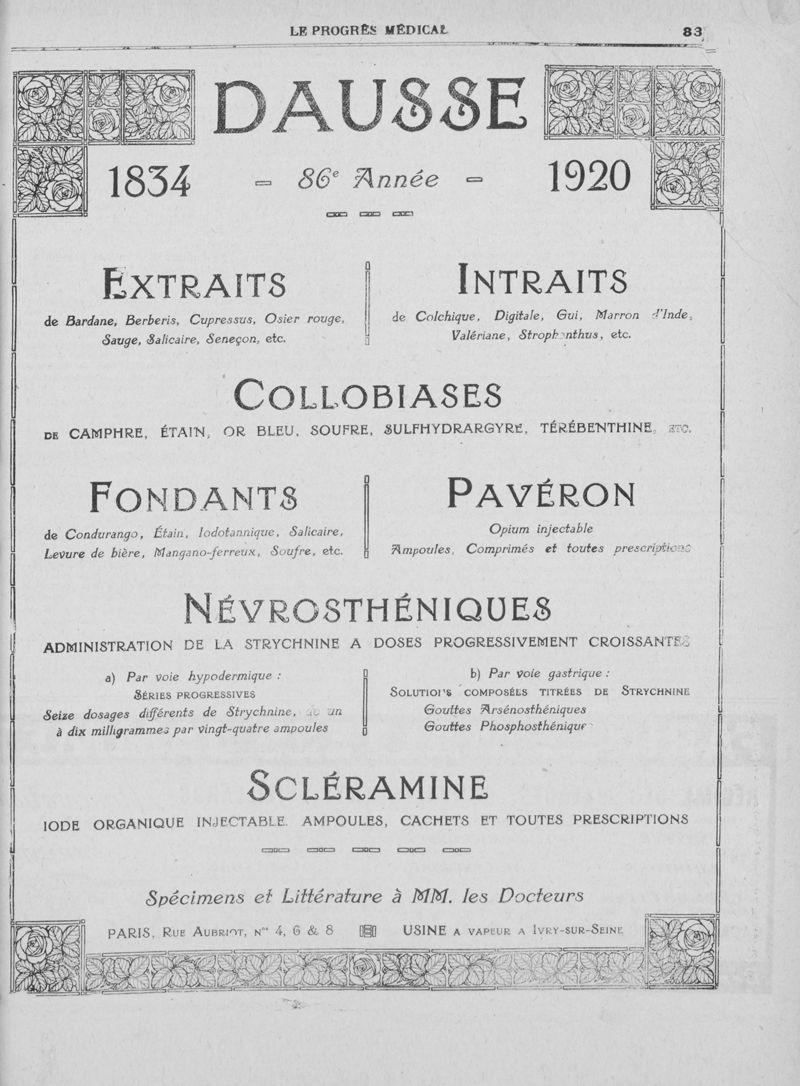 LE PROGRÈS MÉDICAL
83
DAUSSE
1834 – 86e Année – 1920
EXTRAITS
de Bardane, Berberis, Cupressus, Osier rouge,
Sauge, Salicaire, Seneçon, etc.
INTRAITS
de Colchique, Digitale, Gui, Marron d'Inde,
Valériane, Strophanthus, etc.
COLLOBIASES
DE CAMPHRE, ÉTAIN, OR BLEU, SOUFRE, SULFHYDRARGYRE, TÉRÉBENTHINE, ETC.
FONDANTS
de Condurango, Étain, Iodotannique, Salicaire,
Levure de bière, Mangano-ferreux, Soufre, etc.
PAVÉRON
Opium injectable
Ampoules, Comprimés et toutes prescriptions
NÉVROSTHÉNIQUES
ADMINISTRATION DE LA STRYCHNINE A DOSES PROGRESSIVEMENT CROISSANTES
a) Par voie hypodermique :
SÉRIES PROGRESSIVES
Seize dosages différents de Strychnine, de un
à dix milligrammes par vingt-quatre ampoules
b) Par voie gastrique :
SOLUTIONS COMPOSÉES TITRÉES DE STRYCHNINE
Gouttes Arsénosthéniques
Gouttes Phosphosthénique
SCLÉRAMINE
IODE ORGANIQUE INJECTABLE. AMPOULES, CACHETS ET TOUTES PRESCRIPTIONS
Spécimens et Littérature à MM. les Docteurs
PARIS, RUE AUBRIOT, Nos 4, 6 & 8 USINE A VAPEUR A IVRY-SUR-SEINE